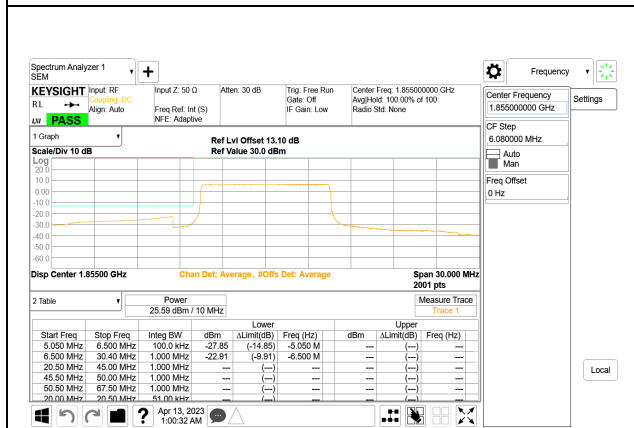 Spectrum Analyzer 1
SEM
Frequency
KEYSIGHT Input: RF Input Z: 50 Ω Atten: 30 dB Trig: Free Run Center Freq: 1.855000000 GHz
R L Coupling: DC Gate: Off Avg|Hold: 100.00% of 100
Align: Auto Freq Ref: Int (S) IF Gain: Low Radio Std: None
PASS NFE: Adaptive
Center Frequency
1.855000000 GHz
Settings
CF Step
6.080000 MHz
Auto
Man
Freq Offset
0 Hz
1 Graph
Ref Lvl Offset 13.10 dB
Scale/Div 10 dB Ref Value 30.0 dBm
Log
20.0
10.0
0.00
-10.0
-20.0
-30.0
-40.0
-50.0
-60.0
Disp Center 1.85500 GHz Chan Det: Average, #Offs Det: Average Span 30.000 MHz
2001 pts
2 Table Power Measure Trace
25.59 dBm / 10 MHz Trace 1
Lower Upper
Start Freq Stop Freq Integ BW dBm ΔLimit(dB) Freq (Hz) dBm ΔLimit(dB) Freq (Hz)
5.050 MHz 6.500 MHz 100.0 kHz -27.85 (-14.85) -5.050 M --- (---) ---
6.500 MHz 30.40 MHz 1.000 MHz -22.91 (-9.91) -6.500 M --- (---) ---
20.50 MHz 45.00 MHz 1.000 MHz --- (---) --- --- (---) ---
45.50 MHz 50.00 MHz 1.000 MHz --- (---) --- --- (---) ---
50.50 MHz 67.50 MHz 1.000 MHz --- (---) --- --- (---) ---
20.00 MHz 20.50 MHz 51.00 kHz --- (---) --- --- (---) ---
Local
Apr 13, 2023
1:00:32 AM